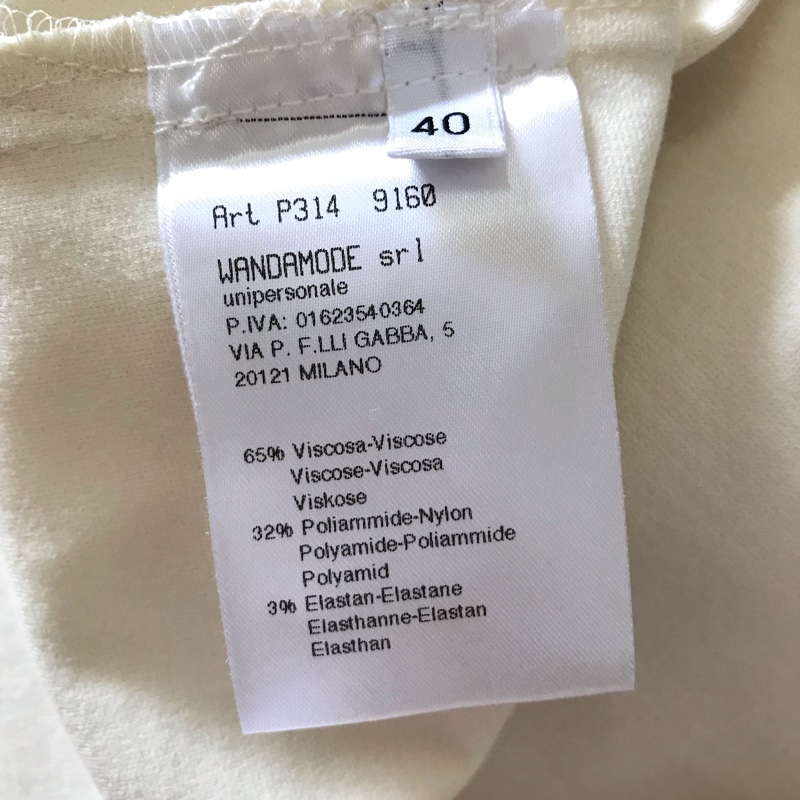 40
Art P314 9160
WANDAMODE srl
unipersonale
P.IVA: 01623540364
VIA P. F.LLI GABBA, 5
20121 MILANO
65% Viscosa-Viscose
Viscose-Viscosa
Viskose
32% Poliammide-Nylon
Polyamide-Poliammide
Polyamid
3% Elastan-Elastane
Elasthanne-Elastan
Elasthan